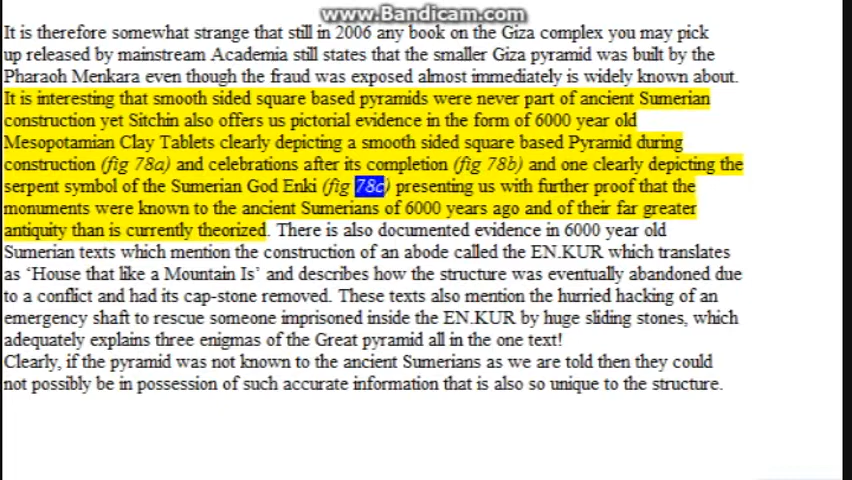 www.Bandicam.com
It is therefore somewhat strange that still in 2006 any book on the Giza complex you may pick
up released by mainstream Academia still states that the smaller Giza pyramid was built by the
Pharaoh Menkara even though the fraud was exposed almost immediately is widely known about.
It is interesting that smooth sided square based pyramids were never part of ancient Sumerian
construction yet Sitchin also offers us pictorial evidence in the form of 6000 year old
Mesopotamian Clay Tablets clearly depicting a smooth sided square based Pyramid during
construction (fig 78a) and celebrations after its completion (fig 78b) and one clearly depicting the
serpent symbol of the Sumerian God Enki (fig 78c) presenting us with further proof that the
monuments were known to the ancient Sumerians of 6000 years ago and of their far greater
antiquity than is currently theorized. There is also documented evidence in 6000 year old
Sumerian texts which mention the construction of an abode called the EN.KUR which translates
as ‘House that like a Mountain Is’ and describes how the structure was eventually abandoned due
to a conflict and had its cap-stone removed. These texts also mention the hurried hacking of an
emergency shaft to rescue someone imprisoned inside the EN.KUR by huge sliding stones, which
adequately explains three enigmas of the Great pyramid all in the one text!
Clearly, if the pyramid was not known to the ancient Sumerians as we are told then they could
not possibly be in possession of such accurate information that is also so unique to the structure.